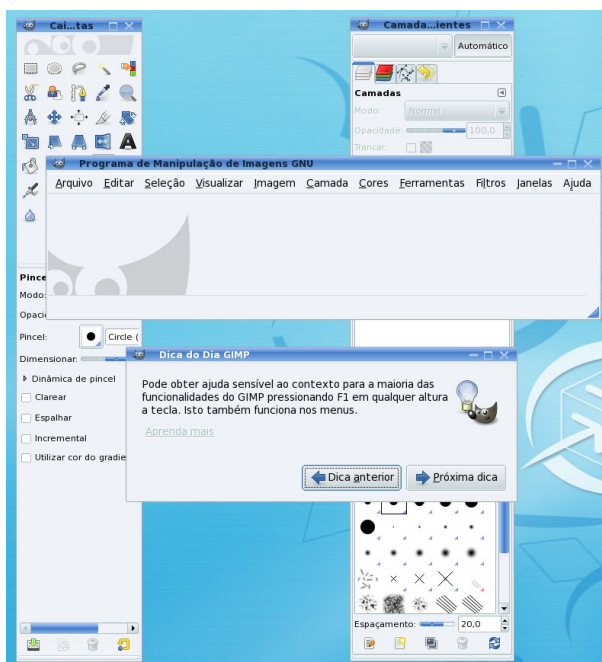 Cai...tas
Camada...ientes
Automático
Camadas
Modo:
Normal
Opacidade:
100,0
Trancar:
Programa de Manipulação de Imagens GNU
Arquivo Editar Seleção Visualizar Imagem Camada Cores Ferramentas Filtros Janelas Ajuda
Pince
Modo:
Opaci
Pincel:
Circle (
Dimensionar:
Dinâmica de pincel
Clarear
Espalhar
Incremental
Utilizar cor do gradie
Dica do Dia GIMP
Pode obter ajuda sensível ao contexto para a maioria das
funcionalidades do GIMP pressionando F1 em qualquer altura
a tecla. Isto também funciona nos menus.
Aprenda mais
Dica anterior
Próxima dica
Espaçamento:
20,0